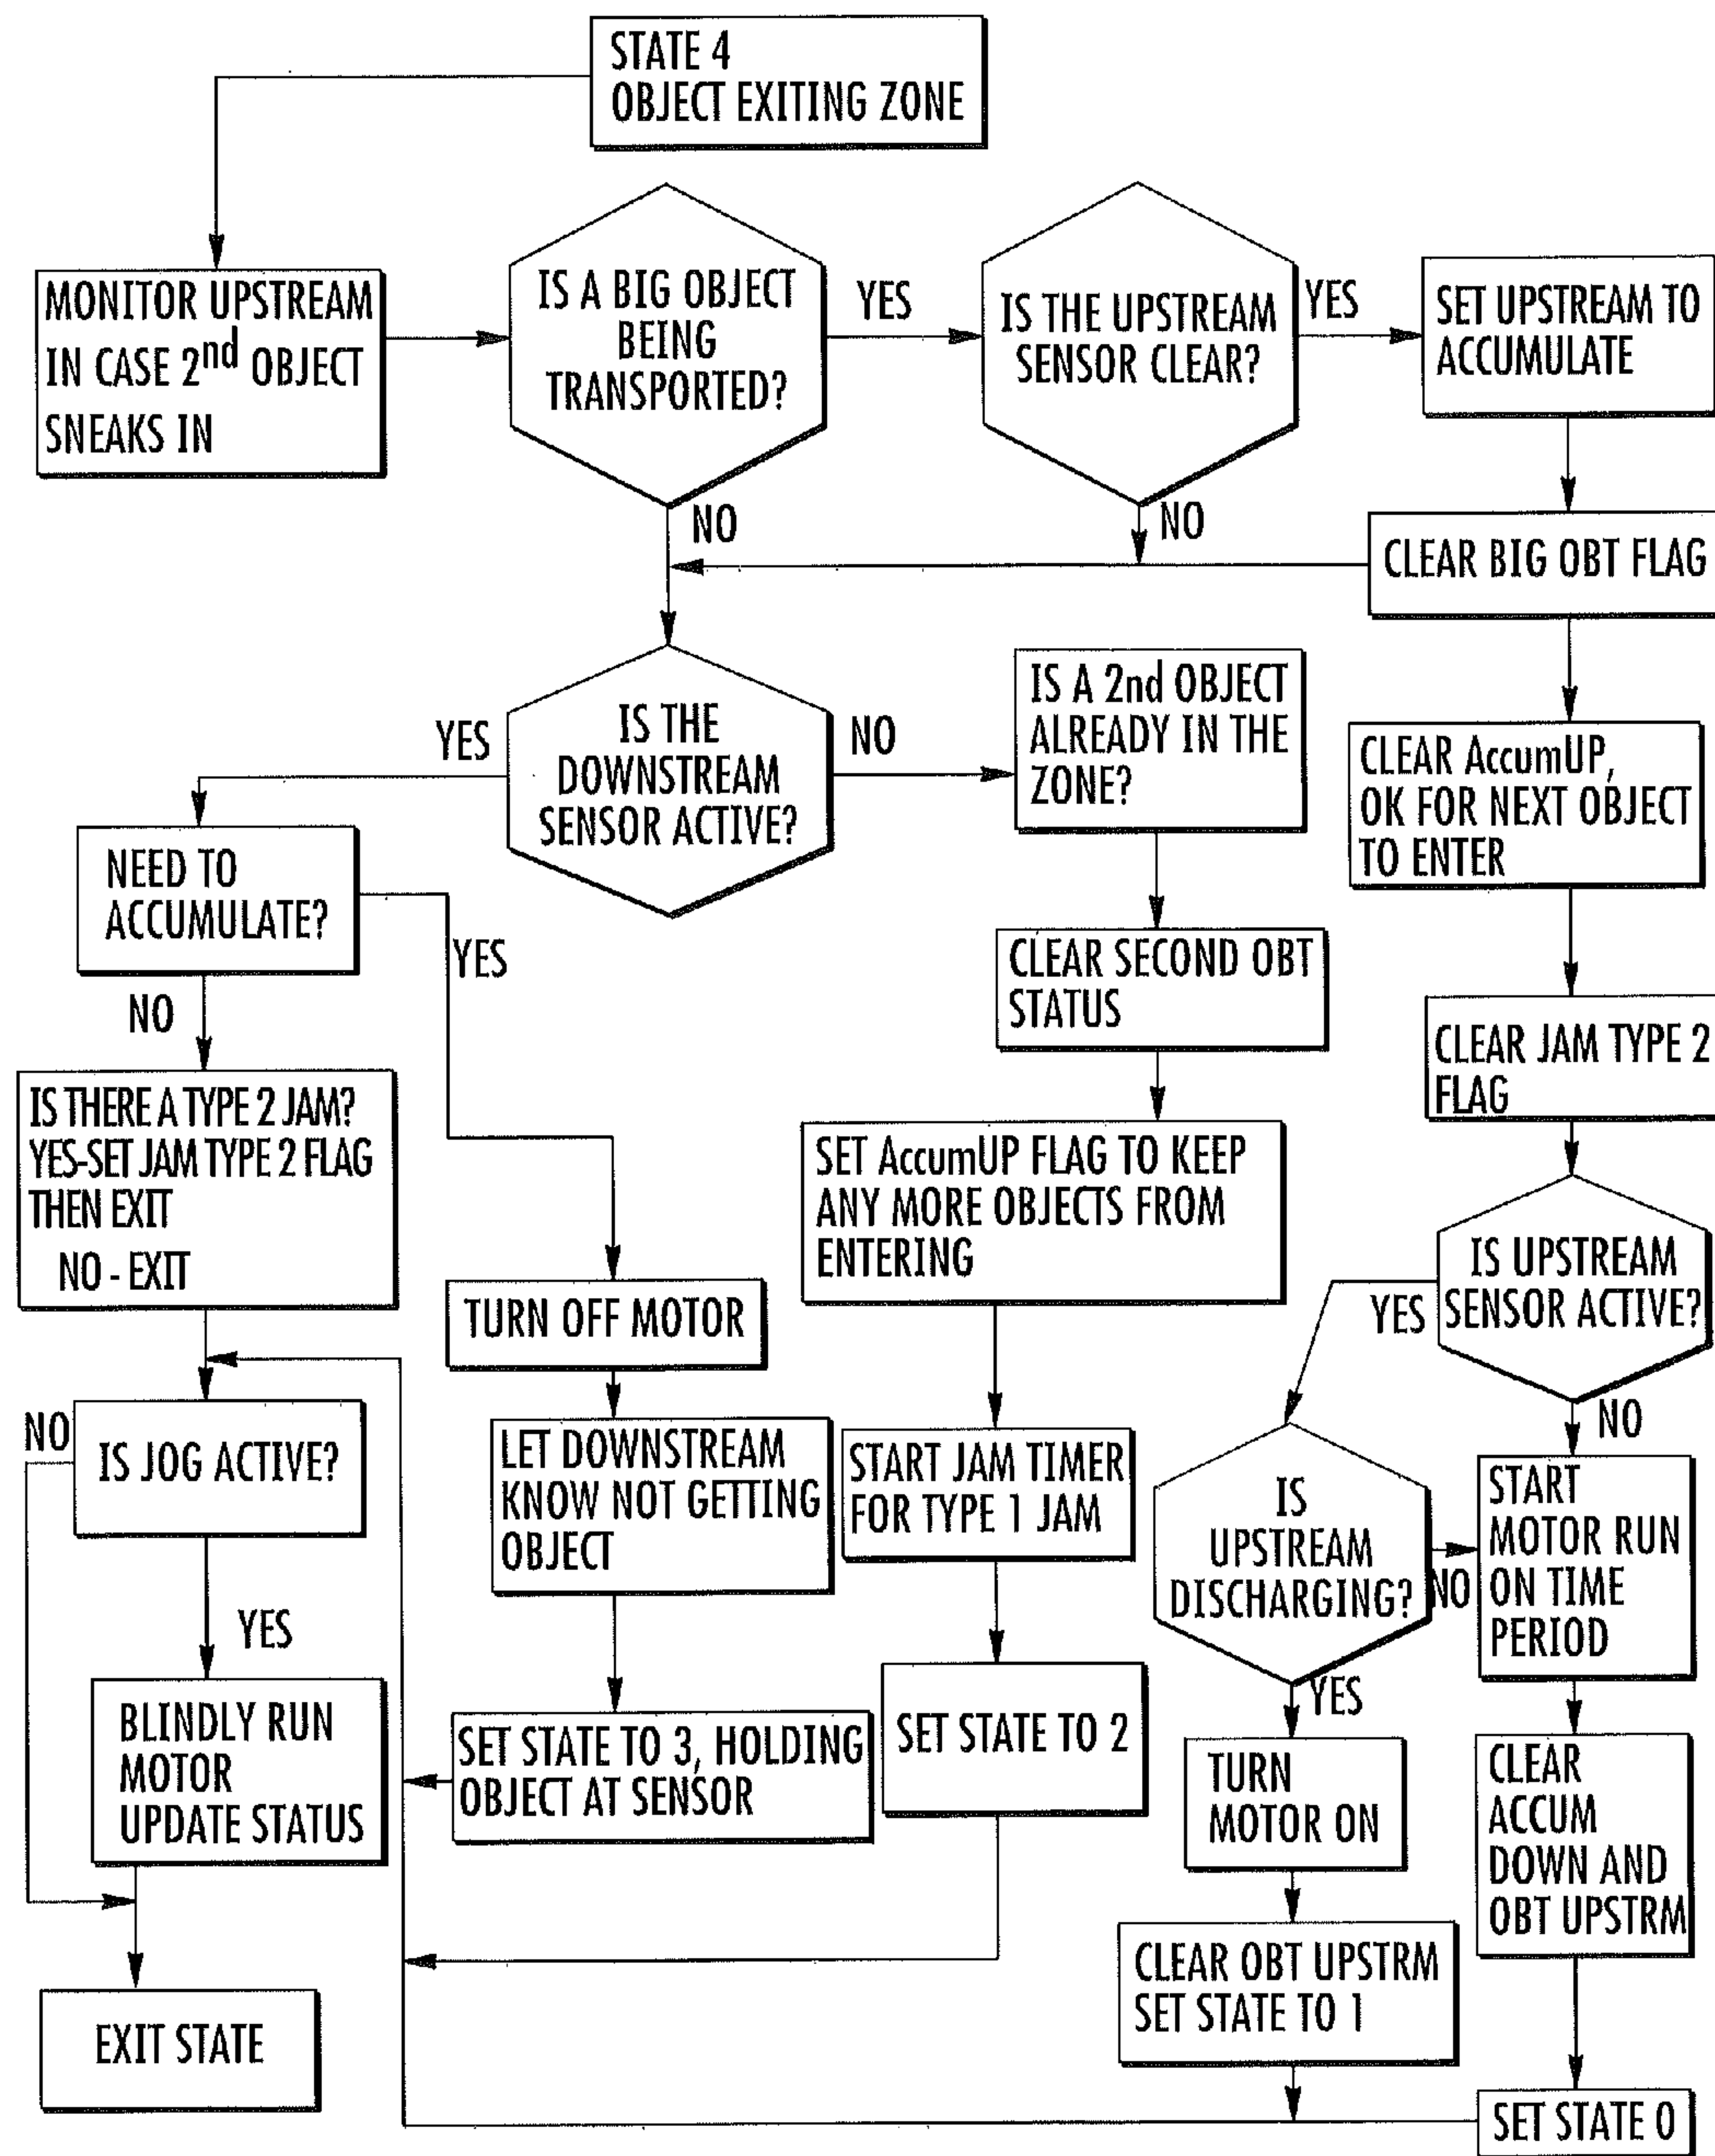 STATE 4
OBJECT EXITING ZONE
MONITOR UPSTREAM
IN CASE 2nd OBJECT
SNEAKS IN
IS A BIG OBJECT
BEING
TRANSPORTED?
YES
IS THE UPSTREAM
SENSOR CLEAR?
YES
SET UPSTREAM TO
ACCUMULATE
NO
NO
CLEAR BIG OBT FLAG
YES
IS THE
DOWNSTREAM
SENSOR ACTIVE?
NO
IS A 2nd OBJECT
ALREADY IN THE
ZONE?
CLEAR AccumUP,
OK FOR NEXT OBJECT
TO ENTER
NEED TO
ACCUMULATE?
YES
NO
CLEAR SECOND OBT
STATUS
CLEAR JAM TYPE 2
FLAG
IS THERE A TYPE 2 JAM?
YES-SET JAM TYPE 2 FLAG
THEN EXIT
NO - EXIT
SET AccumUP FLAG TO KEEP
ANY MORE OBJECTS FROM
ENTERING
IS UPSTREAM
SENSOR ACTIVE?
YES
NO
TURN OFF MOTOR
NO
IS JOG ACTIVE?
YES
LET DOWNSTREAM
KNOW NOT GETTING
OBJECT
START JAM TIMER
FOR TYPE 1 JAM
IS
UPSTREAM
DISCHARGING?
NO
YES
START
MOTOR RUN
ON TIME
PERIOD
BLINDLY RUN
MOTOR
UPDATE STATUS
SET STATE TO 3, HOLDING
OBJECT AT SENSOR
SET STATE TO 2
TURN
MOTOR ON
CLEAR
ACCUM
DOWN AND
OBT UPSTRM
EXIT STATE
CLEAR OBT UPSTRM
SET STATE TO 1
SET STATE 0